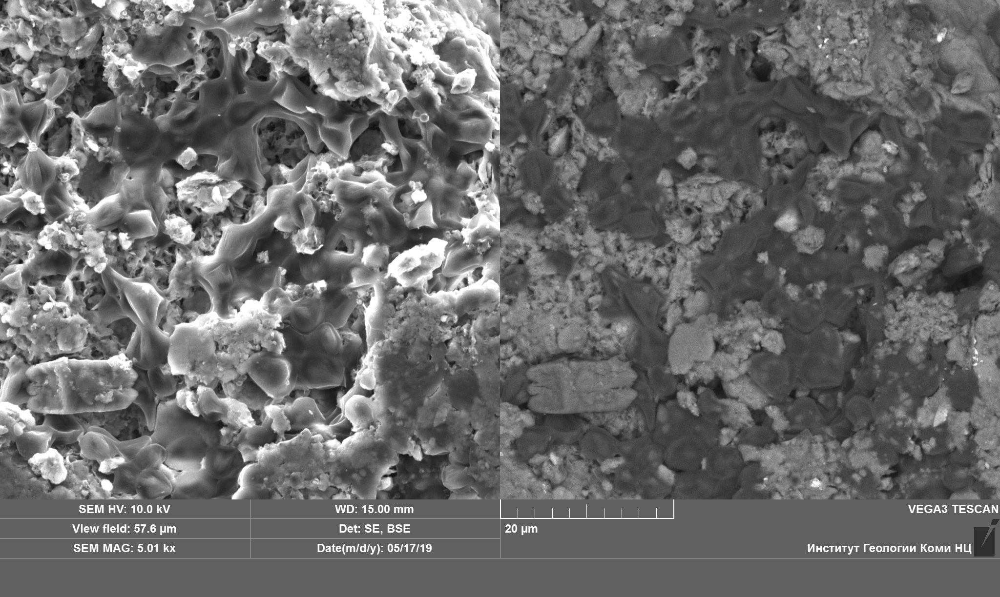 SEM HV: 10.0 kV
WD: 15.00 mm
VEGA3 TESCAN
View field: 57.6 µm
Det: SE, BSE
20 µm
SEM MAG: 5.01 kx
Date(m/d/y): 05/17/19
Институт Геологии Коми НЦ